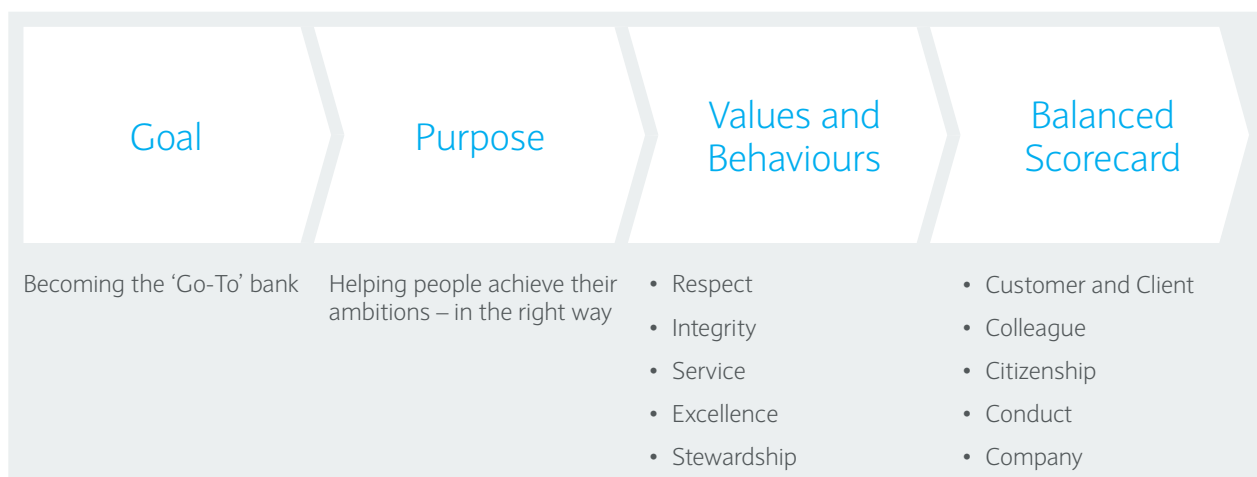 Goal
Purpose
Values and
Behaviours
Balanced
Scorecard
Becoming the ‘Go-To’ bank
Helping people achieve their
ambitions – in the right way
• Respect
• Integrity
• Service
• Excellence
• Stewardship
• Customer and Client
• Colleague
• Citizenship
• Conduct
• Company